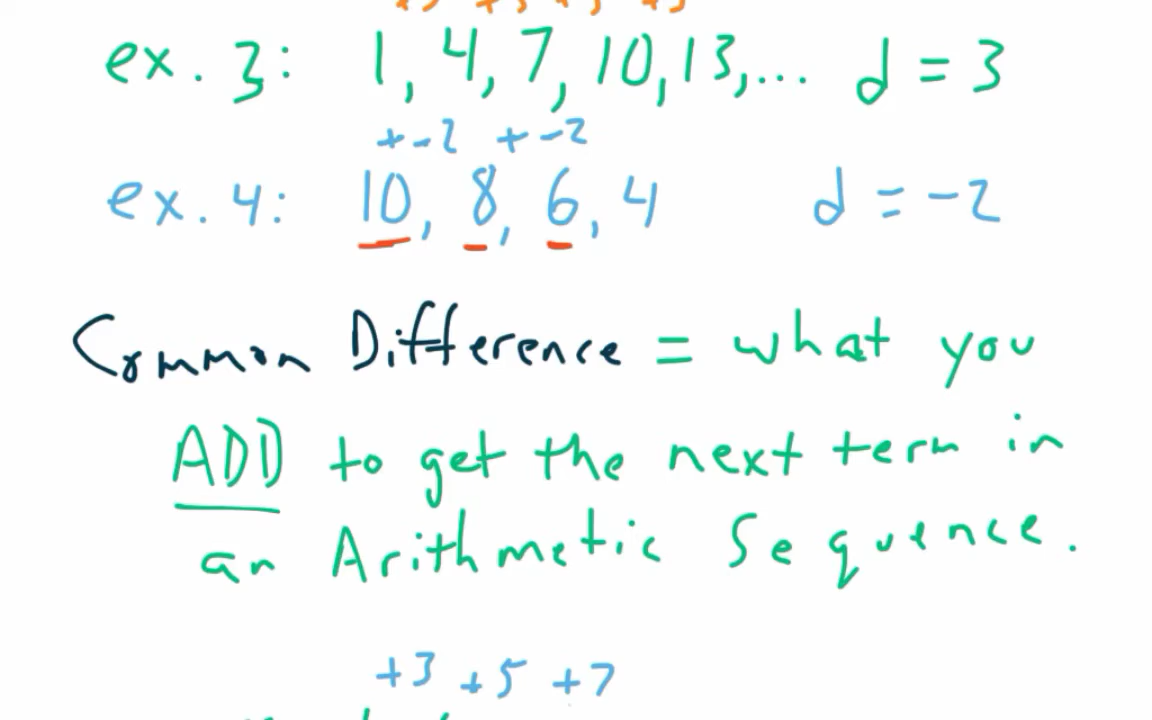 ex. 3: 1, 4, 7, 10, 13, ... d = 3
+-2 +-2
ex. 4: 10, 8, 6, 4 d = -2
Common Difference = what you
ADD to get the next term in
an Arithmetic Sequence.
+3 +5 +7